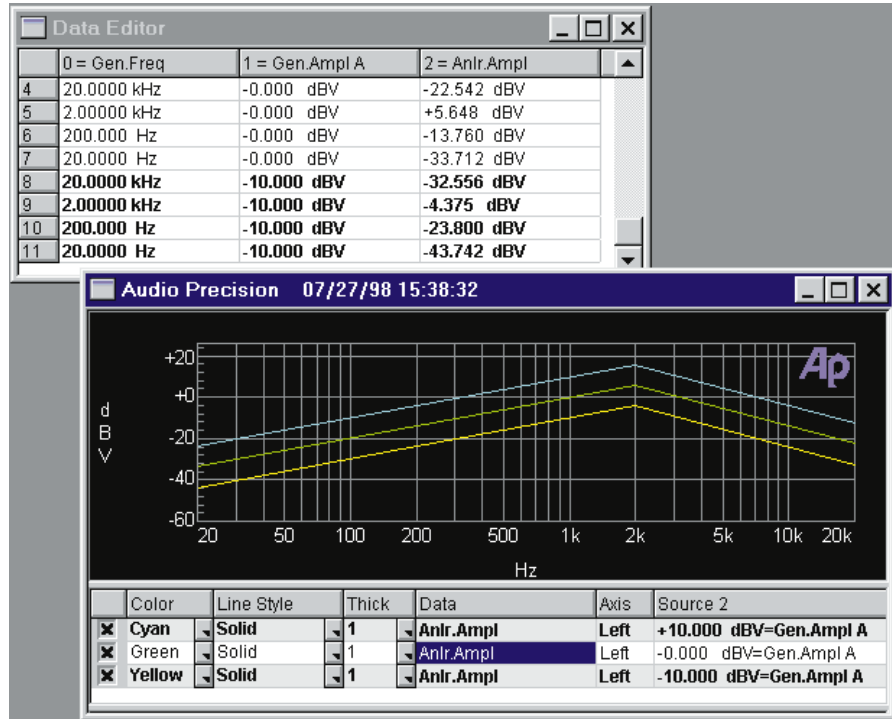 Data Editor
0 = Gen.Freq 1 = Gen.Ampl A 2 = Anlr.Ampl
4 20.0000 kHz -0.000 dBV -22.542 dBV
5 2.00000 kHz -0.000 dBV +5.648 dBV
6 200.000 Hz -0.000 dBV -13.760 dBV
7 20.0000 Hz -0.000 dBV -33.712 dBV
8 20.0000 kHz -10.000 dBV -32.556 dBV
9 2.00000 kHz -10.000 dBV -4.375 dBV
10 200.000 Hz -10.000 dBV -23.800 dBV
11 20.0000 Hz -10.000 dBV -43.742 dBV
Audio Precision 07/27/98 15:38:32
Ap
+20
+0
-20
-40
-60
d
B
V
20 50 100 200 500 1k 2k 5k 10k 20k
Hz
Color Line Style Thick Data Axis Source 2
Cyan Solid 1 Anlr.Ampl Left +10.000 dBV=Gen.Ampl A
Green Solid 1 Anlr.Ampl Left -0.000 dBV=Gen.Ampl A
Yellow Solid 1 Anlr.Ampl Left -10.000 dBV=Gen.Ampl A